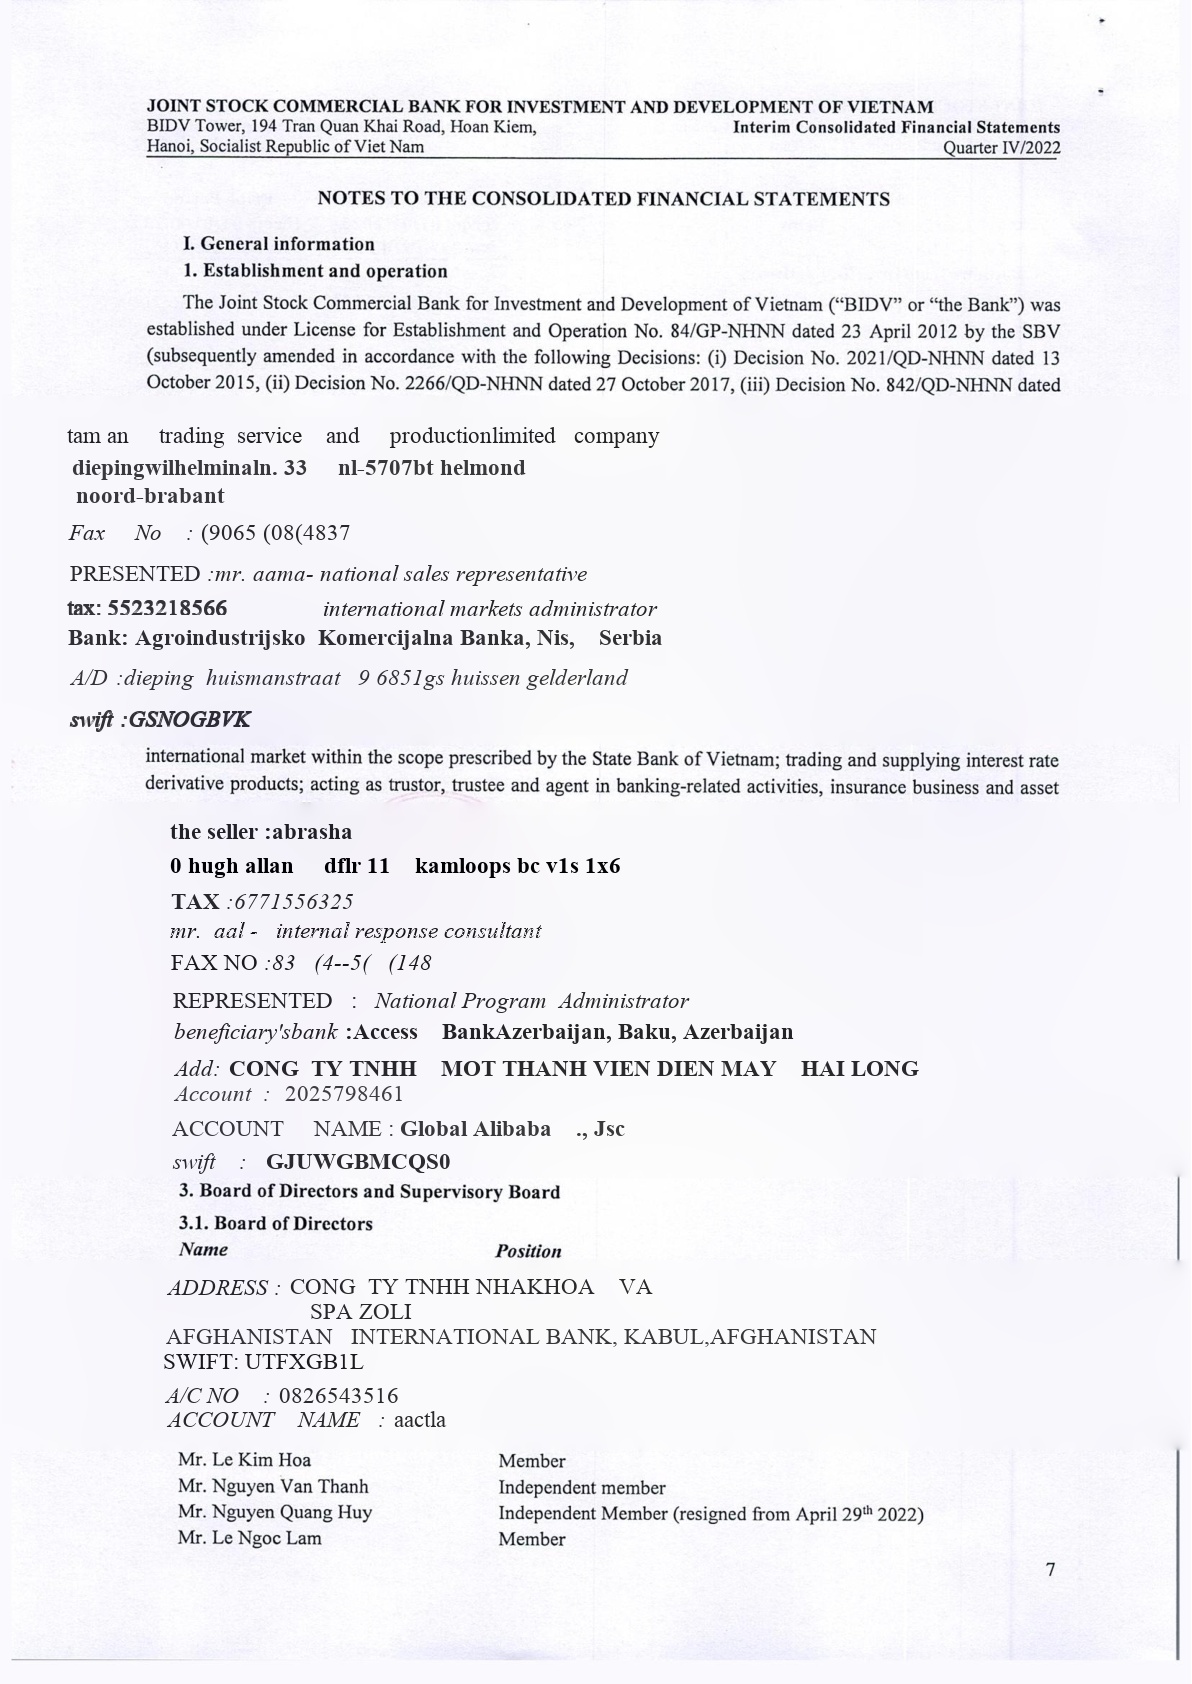 JOINT STOCK COMMERCIAL BANK FOR INVESTMENT AND DEVELOPMENT OF VIETNAM
BIDV Tower, 194 Tran Quan Khai Road, Hoan Kiem, Interim Consolidated Financial Statements
Hanoi, Socialist Republic of Viet Nam Quarter IV/2022
NOTES TO THE CONSOLIDATED FINANCIAL STATEMENTS
I. General information
1. Establishment and operation
The Joint Stock Commercial Bank for Investment and Development of Vietnam (“BIDV” or “the Bank”) was
established under License for Establishment and Operation No. 84/GP-NHNN dated 23 April 2012 by the SBV
(subsequently amended in accordance with the following Decisions: (i) Decision No. 2021/QD-NHNN dated 13
October 2015, (ii) Decision No. 2266/QD-NHNN dated 27 October 2017, (iii) Decision No. 842/QD-NHNN dated
tam an trading service and productionlimited company
diepingwilhelminaln. 33 nl-5707bt helmond
noord-brabant
Fax No : (9065 (08(4837
PRESENTED :mr. aama- national sales representative
tax: 5523218566 international markets administrator
Bank: Agroindustrijsko Komercijalna Banka, Nis, Serbia
A/D :dieping huismanstraat 9 6851gs huissen gelderland
swift :GSNOGBVK
international market within the scope prescribed by the State Bank of Vietnam; trading and supplying interest rate
derivative products; acting as trustor, trustee and agent in banking-related activities, insurance business and asset
the seller :abrasha
0 hugh allan dflr 11 kamloops bc v1s 1x6
TAX :6771556325
mr. aal - internal response consultant
FAX NO :83 (4--5( (148
REPRESENTED : National Program Administrator
beneficiary'sbank :Access BankAzerbaijan, Baku, Azerbaijan
Add: CONG TY TNHH MOT THANH VIEN DIEN MAY HAI LONG
Account : 2025798461
ACCOUNT NAME : Global Alibaba ., Jsc
swift : GJUWGBMCQS0
3. Board of Directors and Supervisory Board
3.1. Board of Directors
Name Position
ADDRESS : CONG TY TNHH NHAKHOA VA
SPA ZOLI
AFGHANISTAN INTERNATIONAL BANK, KABUL,AFGHANISTAN
SWIFT: UTFXGB1L
A/C NO : 0826543516
ACCOUNT NAME : aactla
Mr. Le Kim Hoa Member
Mr. Nguyen Van Thanh Independent member
Mr. Nguyen Quang Huy Independent Member (resigned from April 29th 2022)
Mr. Le Ngoc Lam Member
7